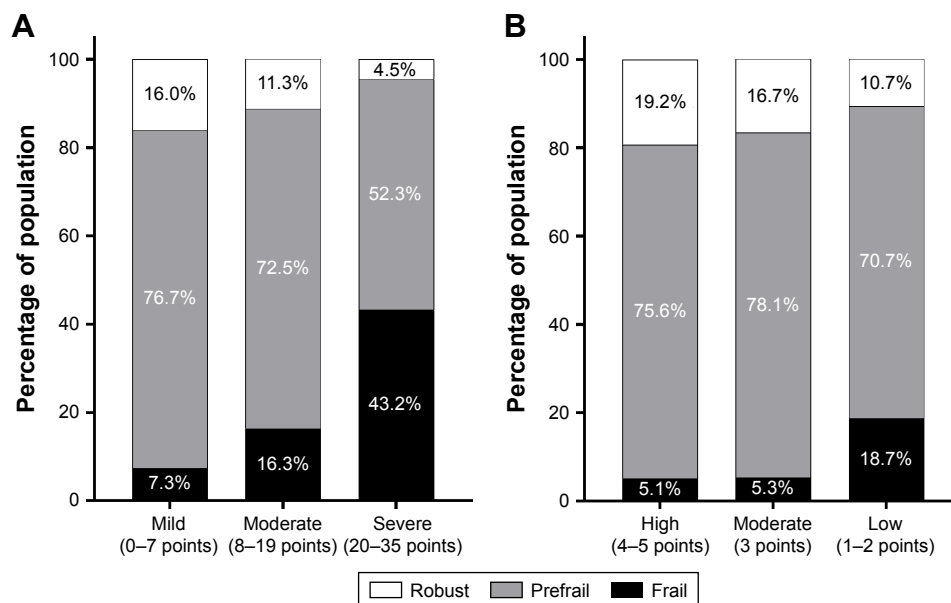 A
Percentage of population
100
80
60
40
20
0
16.0%
76.7%
7.3%
11.3%
72.5%
16.3%
4.5%
52.3%
43.2%
Mild
(0–7 points)
Moderate
(8–19 points)
Severe
(20–35 points)
B
Percentage of population
100
80
60
40
20
0
19.2%
75.6%
5.1%
16.7%
78.1%
5.3%
10.7%
70.7%
18.7%
High
(4–5 points)
Moderate
(3 points)
Low
(1–2 points)
Robust Prefrail Frail